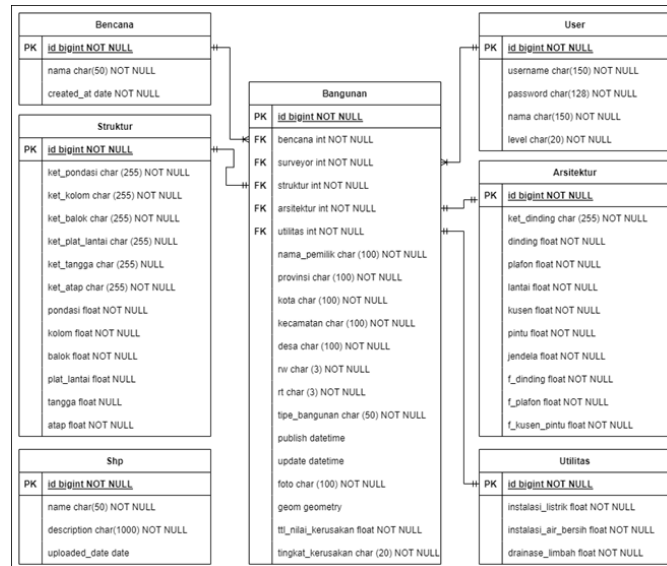 Bencana
PK id bigint NOT NULL
nama char(50) NOT NULL
created_at date NOT NULL
Struktur
PK id bigint NOT NULL
ket_pondasi char (255) NOT NULL
ket_kolom char (255) NOT NULL
ket_balok char (255) NOT NULL
ket_plat_lantai char (255) NULL
ket_tangga char (255) NULL
ket_atap char (255) NOT NULL
pondasi float NOT NULL
kolom float NOT NULL
balok float NOT NULL
plat_lantai float NULL
tangga float NULL
atap float NOT NULL
Shp
PK id bigint NOT NULL
name char(50) NOT NULL
description char(1000) NOT NULL
uploaded_date date
Bangunan
PK id bigint NOT NULL
FK bencana int NOT NULL
FK surveyor int NOT NULL
FK struktur int NOT NULL
FK arsitektur int NOT NULL
FK utilitas int NOT NULL
nama_pemilik char (100) NOT NULL
provinsi char (100) NOT NULL
kota char (100) NOT NULL
kecamatan char (100) NOT NULL
desa char (100) NOT NULL
rw char (3) NOT NULL
rt char (3) NOT NULL
tipe_bangunan char (50) NOT NULL
publish datetime
update datetime
foto char (100) NOT NULL
geom geometry
ttl_nilai_kerusakan float NOT NULL
tingkat_kerusakan char (20) NOT NULL
User
PK id bigint NOT NULL
username char(150) NOT NULL
password char(128) NOT NULL
nama char(150) NOT NULL
level char(20) NOT NULL
Arsitektur
PK id bigint NOT NULL
ket_dinding char (255) NOT NULL
dinding float NOT NULL
plafon float NOT NULL
lantai float NOT NULL
kusen float NOT NULL
pintu float NOT NULL
jendela float NOT NULL
f_dinding float NOT NULL
f_plafon float NOT NULL
f_kusen_pintu float NOT NULL
Utilitas
PK id bigint NOT NULL
instalasi_listrik float NOT NULL
instalasi_air_bersih float NOT NULL
drainase_limbah float NOT NULL